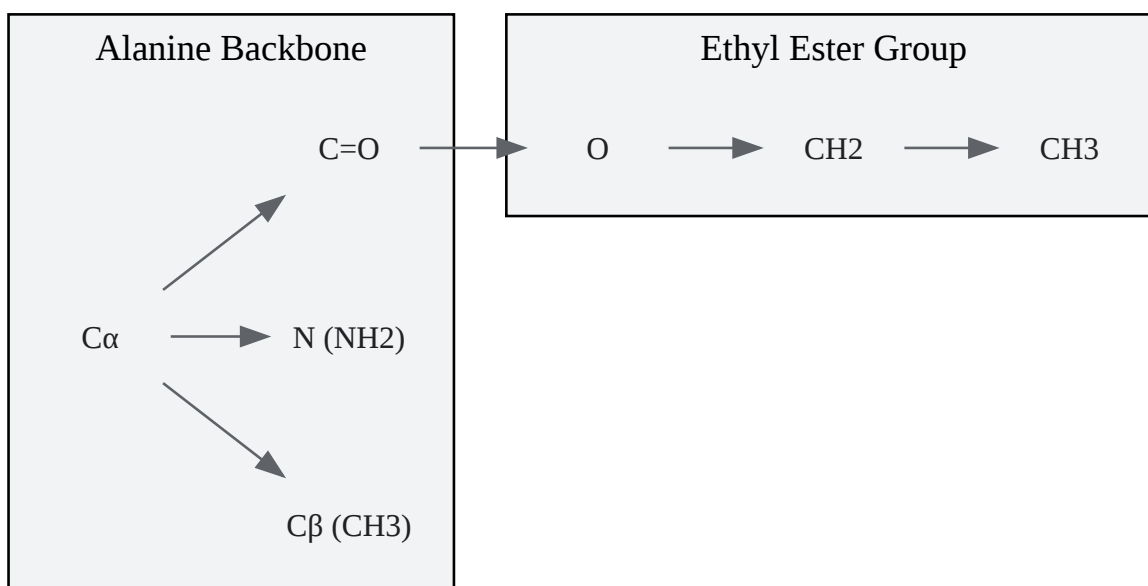 Alanine Backbone
Ethyl Ester Group
C=O
O
CH2
CH3
Cα
N (NH2)
Cβ (CH3)